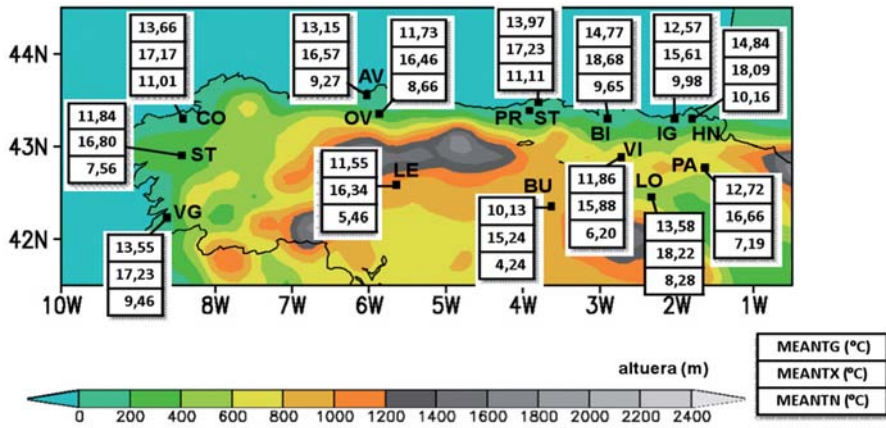 13,66
17,17
11,01
13,15
16,57
9,27
11,73
16,46
8,66
13,97
17,23
11,11
14,77
18,68
9,65
12,57
15,61
9,98
14,84
18,09
10,16
44N
AV
CO
OV
PR ST
BI
IG HN
43N
11,84
16,80
7,56
ST
VI
LE
11,55
16,34
5,46
BU
LO
PA
VG
10,13
15,24
4,24
11,86
15,88
6,20
12,72
16,66
7,19
42N
13,55
17,23
9,46
13,58
18,22
8,28
10W 8W 7W 6W 5W 4W 3W 2W 1W
altuera (m)
MEANTG (ºC)
MEANTX (ºC)
MEANTN (ºC)
0 200 400 600 800 1000 1200 1400 1600 1800 2000 2200 2400